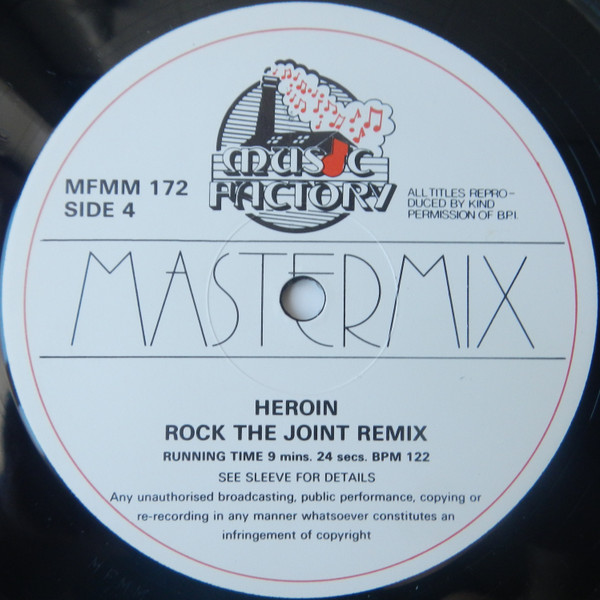 MUSIC
FACTORY
MFMM 172
SIDE 4
ALL TITLES REPRO-
DUCED BY KIND
PERMISSION OF B.P.I.
MASTERMIX
HEROIN
ROCK THE JOINT REMIX
RUNNING TIME 9 mins. 24 secs. BPM 122
SEE SLEEVE FOR DETAILS
Any unauthorised broadcasting, public performance, copying or
re-recording in any manner whatsoever constitutes an
infringement of copyright